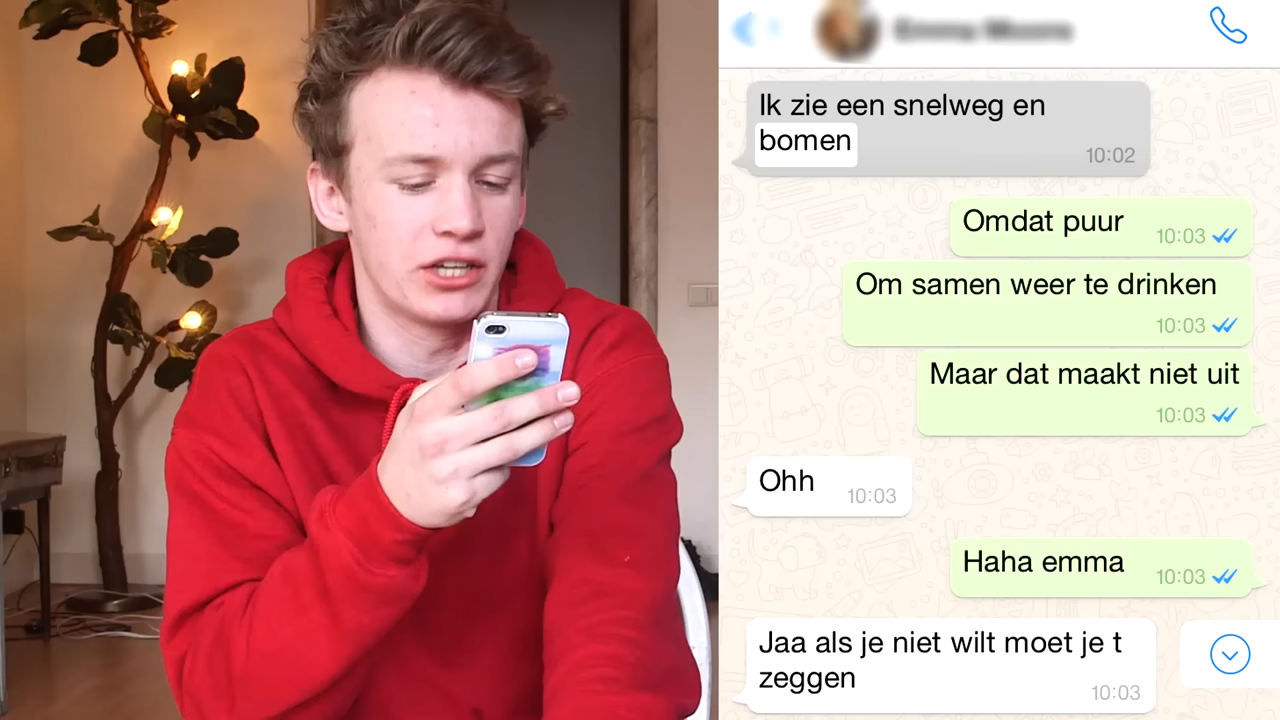 Ik zie een snelweg en
bomen
10:02
Omdat puur
10:03
Om samen weer te drinken
10:03
Maar dat maakt niet uit
10:03
Ohh
10:03
Haha emma
10:03
Jaa als je niet wilt moet je t
zeggen
10:03